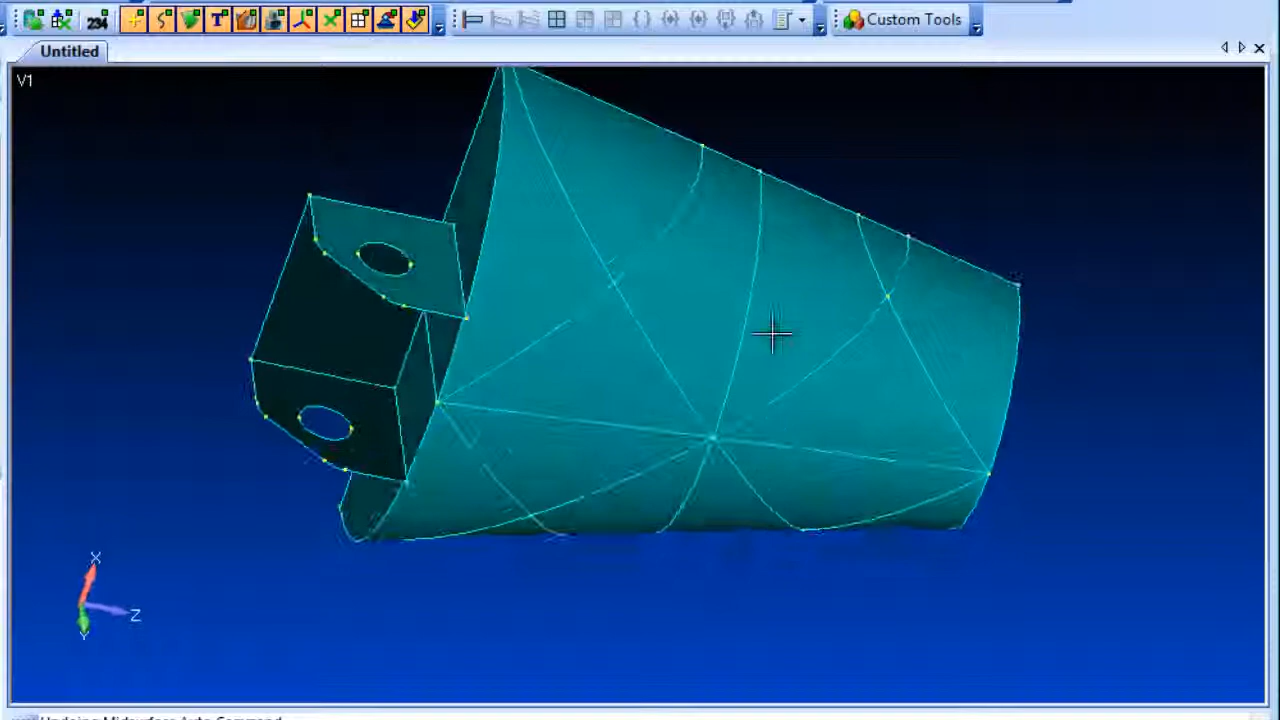 234
T
Custom Tools
Untitled
V1
X
Z
Y
Undoing Midsurface Auto Command